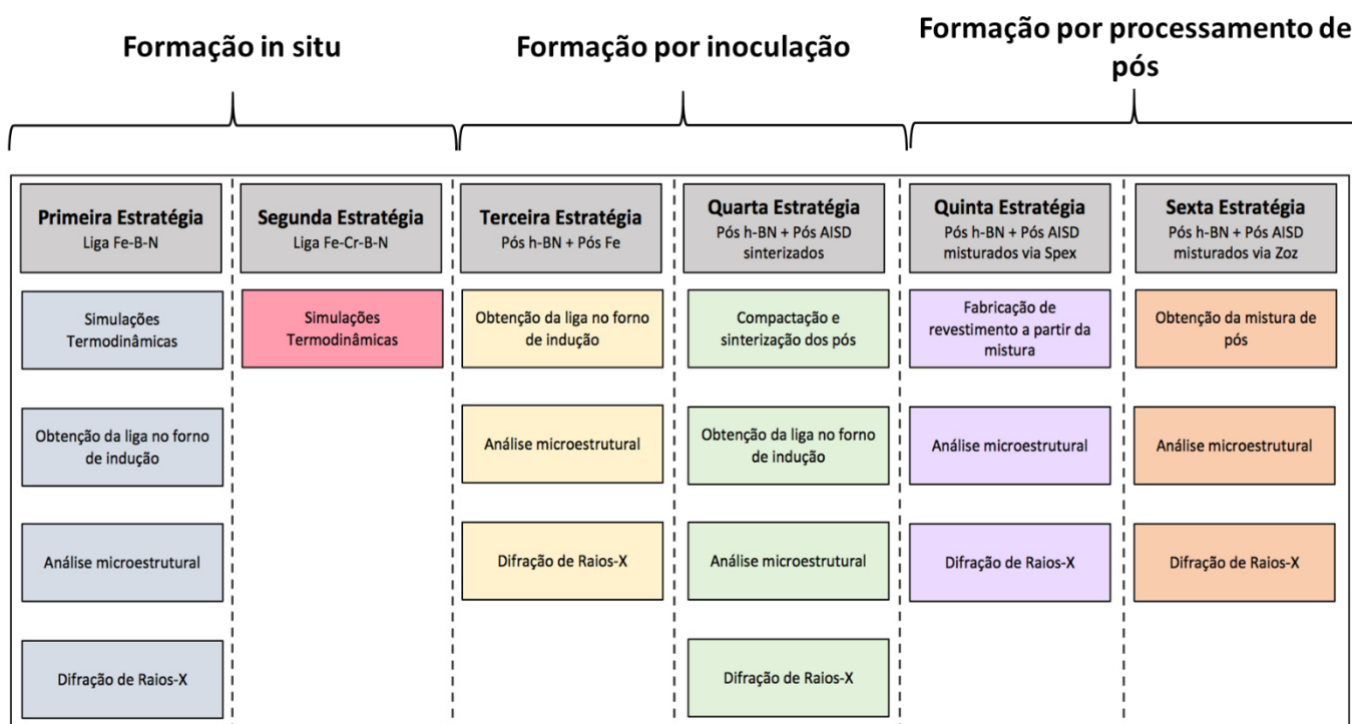 Formação in situ
Formação por inoculação
Formação por processamento de
pós
Primeira Estratégia
Liga Fe-B-N
Simulações
Termodinâmicas
Obtenção da liga no forno
de indução
Análise microestrutural
Difração de Raios-X
Segunda Estratégia
Liga Fe-Cr-B-N
Simulações
Termodinâmicas
Terceira Estratégia
Pós h-BN + Pós Fe
Obtenção da liga no forno
de indução
Análise microestrutural
Difração de Raios-X
Quarta Estratégia
Pós h-BN + Pós AISD
sinterizados
Compactação e
sinterização dos pós
Obtenção da liga no forno
de indução
Análise microestrutural
Difração de Raios-X
Quinta Estratégia
Pós h-BN + Pós AISD
misturados via Spex
Fabricação de
revestimento a partir da
mistura
Análise microestrutural
Difração de Raios-X
Sexta Estratégia
Pós h-BN + Pós AISD
misturados via Zoz
Obtenção da mistura de
pós
Análise microestrutural
Difração de Raios-X